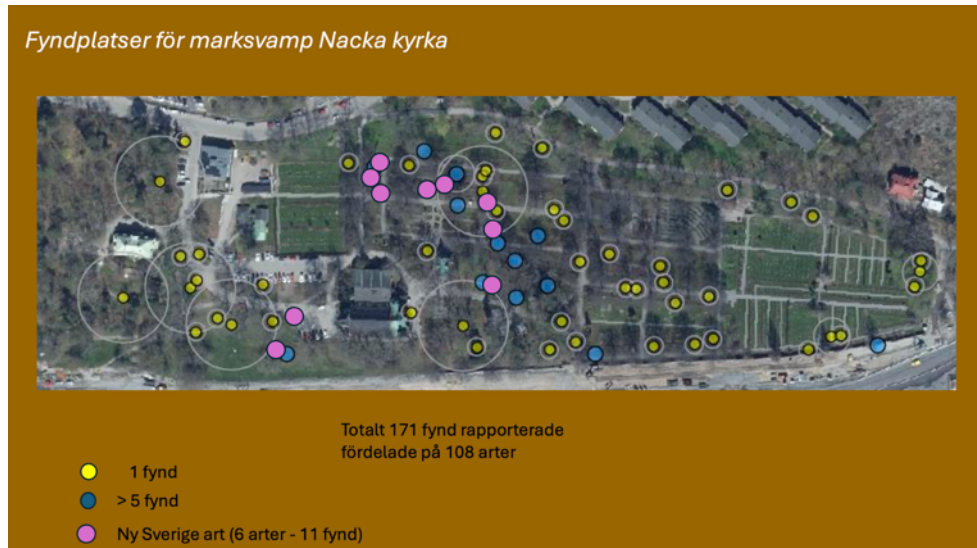 Fyndplatser för marksvamp Nacka kyrka
Totalt 171 fynd rapporterade
fördelade på 108 arter
1 fynd
> 5 fynd
Ny Sverige art (6 arter - 11 fynd)